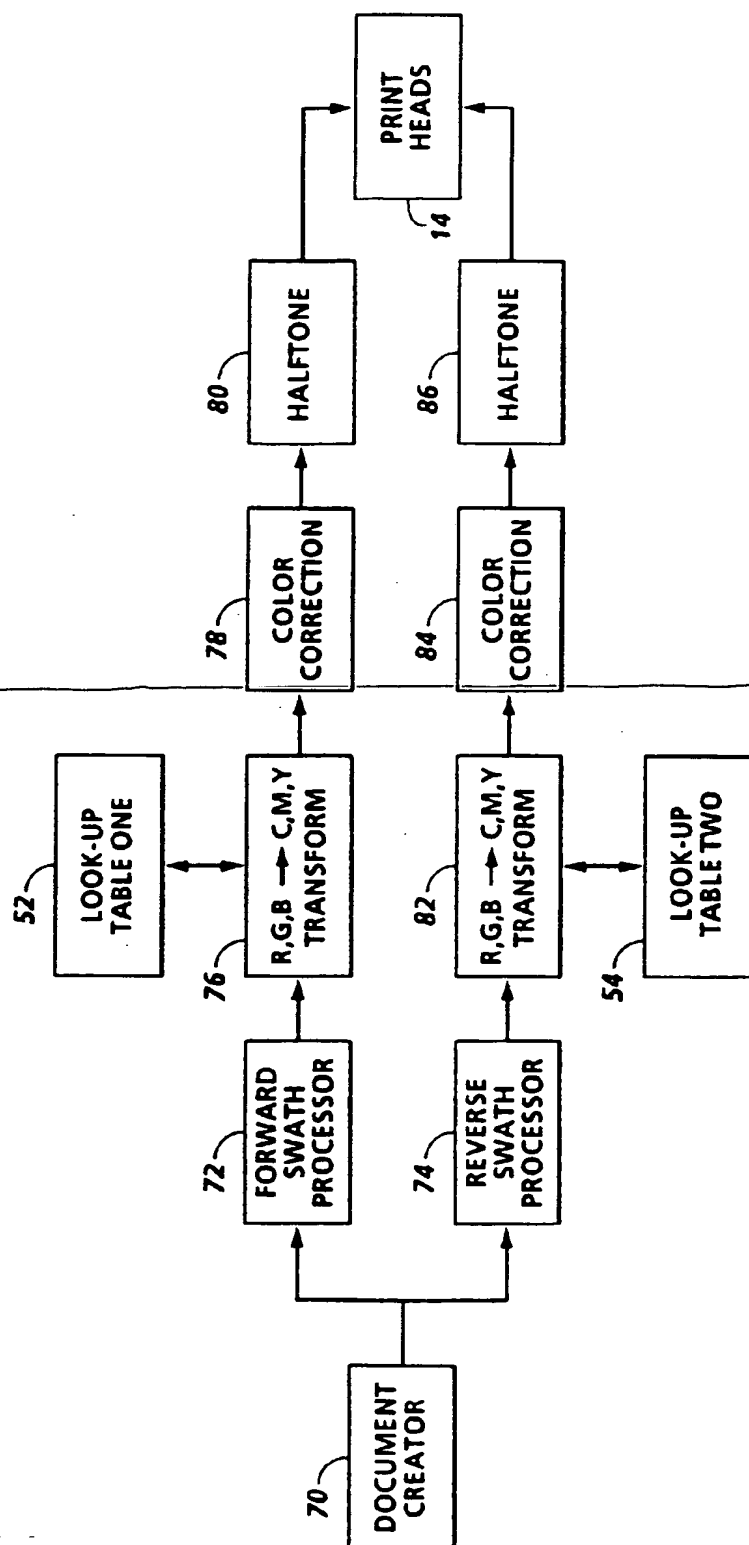 70
DOCUMENT
CREATOR
72
FORWARD
SWATH
PROCESSOR
74
REVERSE
SWATH
PROCESSOR
52
LOOK-UP
TABLE ONE
76
R,G,B → C,M,Y
TRANSFORM
82
R,G,B → C,M,Y
TRANSFORM
54
LOOK-UP
TABLE TWO
78
COLOR
CORRECTION
84
COLOR
CORRECTION
80
HALFTONE
86
HALFTONE
PRINT
HEADS
14